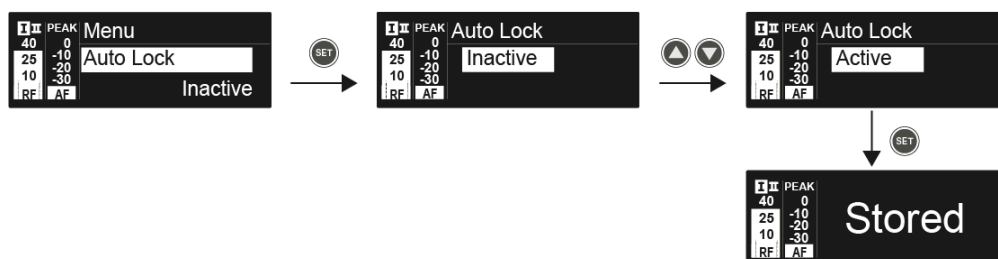 I II PEAK Menu
40 0
25 -10 Auto Lock
-20
10 -30
RF AF Inactive
SET
I II PEAK Auto Lock
40 0
25 -10 Inactive
-20
10 -30
RF AF
I II PEAK Auto Lock
40 0
25 -10 Active
-20
10 -30
RF AF
SET
I II PEAK
40 0
25 -10 Stored
-20
10 -30
RF AF